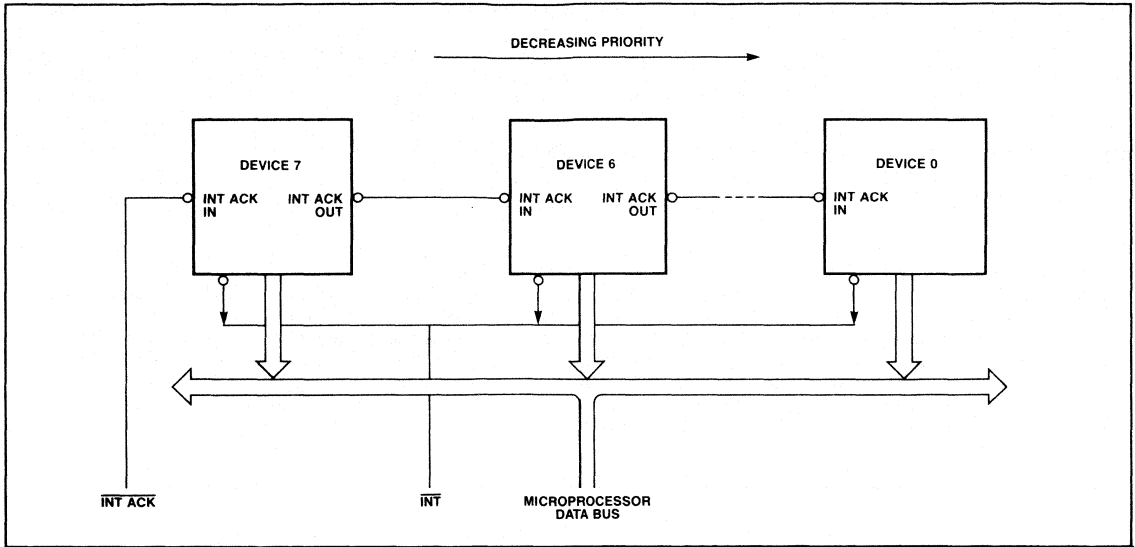 DECREASING PRIORITY
DEVICE 7
INT ACK
IN
INT ACK
OUT
DEVICE 6
INT ACK
IN
INT ACK
OUT
DEVICE 0
INT ACK
IN
INT ACK
INT
MICROPROCESSOR
DATA BUS